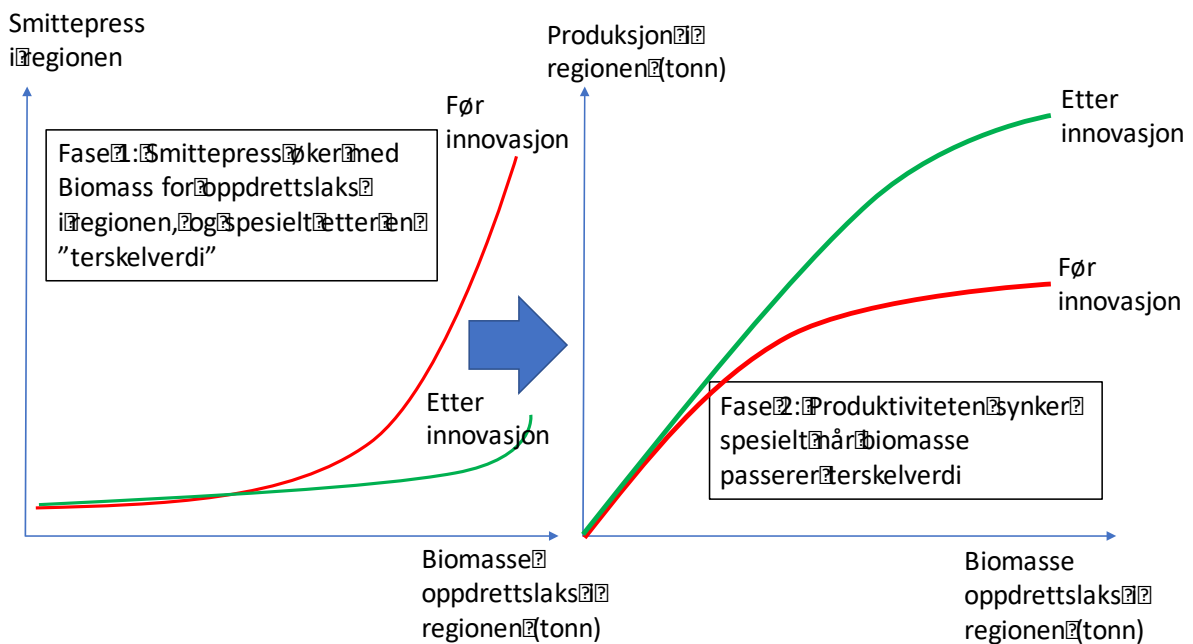 Smittepress
i⍰regionen
Før
innovasjon
Fase⍰1:⍰Smittepress⍰øker⍰med
Biomass for⍰oppdrettslaks⍰
i⍰regionen,⍰og⍰spesielt⍰etter⍰en⍰
”terskelverdi”
Etter
innovasjon
Biomasse⍰
oppdrettslaks⍰i⍰
regionen⍰(tonn)
Produksjon⍰i⍰
regionen⍰(tonn)
Etter
innovasjon
Før
innovasjon
Fase⍰2:⍰Produktiviteten⍰synker⍰
spesielt⍰når⍰biomasse
passerer⍰terskelverdi
Biomasse
oppdrettslaks⍰i⍰
regionen⍰(tonn)